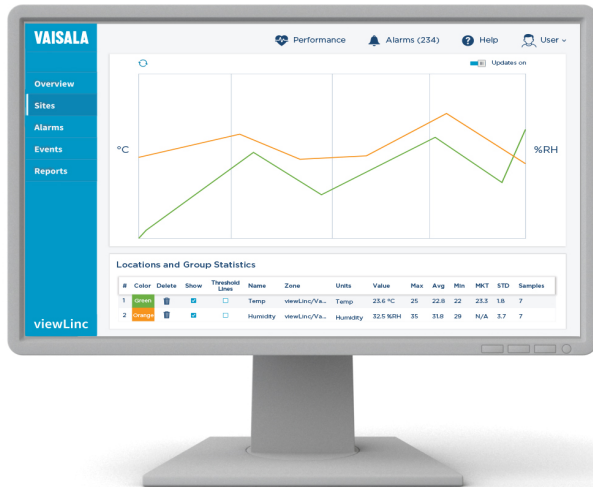 VAISALA
Performance
Alarms (234)
Help
User
Updates on
Overview
Sites
Alarms
Events
Reports
°C
%RH
Locations and Group Statistics
# Color Delete Show Threshold Lines Name Zone Units Value Max Avg Min MKT STD Samples
1 Green Temp viewLinc/Va... Temp 23.6 °C 25 22.8 22 23.3 1.8 7
2 Orange Humidity viewLinc/Va... Humidity 32.5 %RH 35 31.8 29 N/A 3.7 7
viewLinc